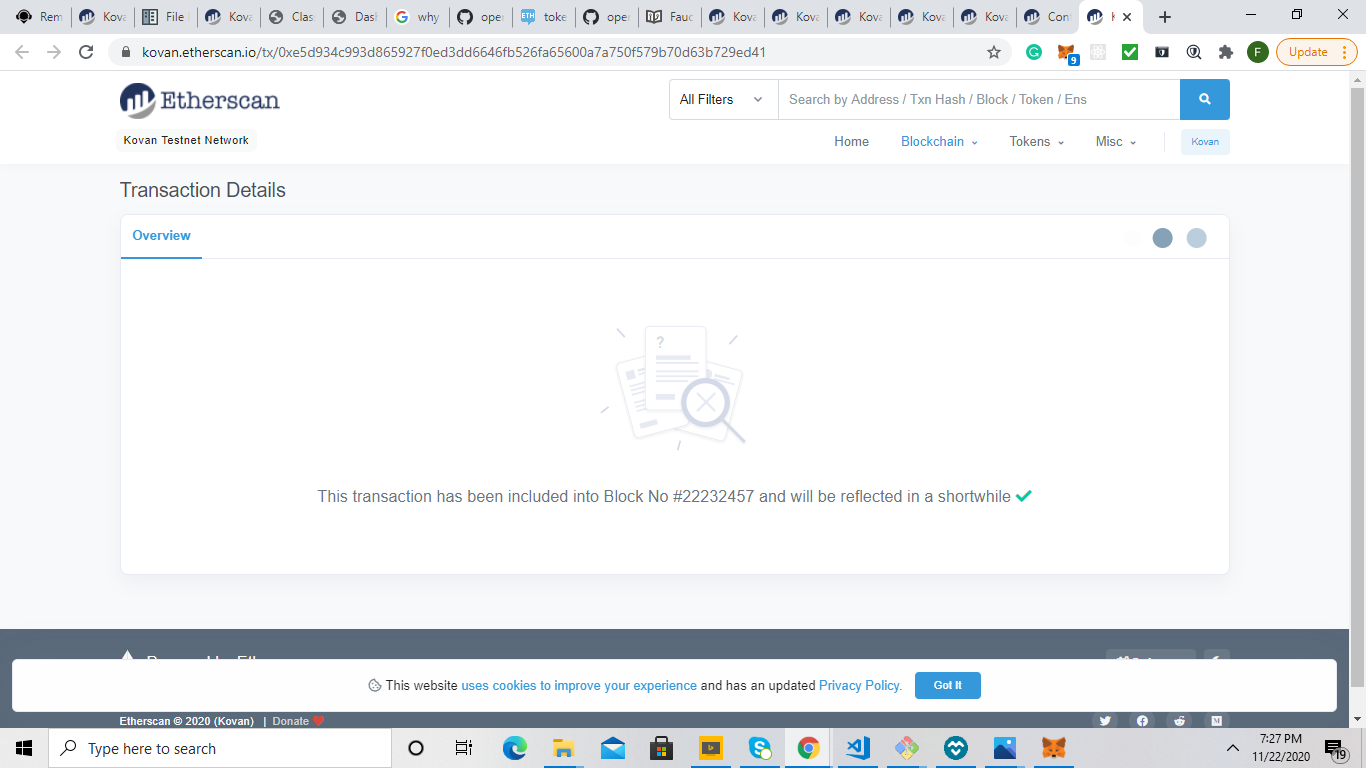 Rem
Kova
File
Kova
Clas
Dash
why
oper
toke
oper
Fauc
Kova
Kova
Kova
Kova
Kova
Cont
kovan.etherscan.io/tx/0xe5d934c993d865927f0ed3dd6646fb526fa65600a7a750f579b70d63b729ed41
9
F
Update
Etherscan
All Filters
Search by Address / Txn Hash / Block / Token / Ens
Kovan Testnet Network
Home Blockchain Tokens Misc Kovan
Transaction Details
Overview
?
This transaction has been included into Block No #22232457 and will be reflected in a shortwhile
This website uses cookies to improve your experience and has an updated Privacy Policy.
Got It
Etherscan © 2020 (Kovan) | Donate
Type here to search
7:27 PM
11/22/2020
19